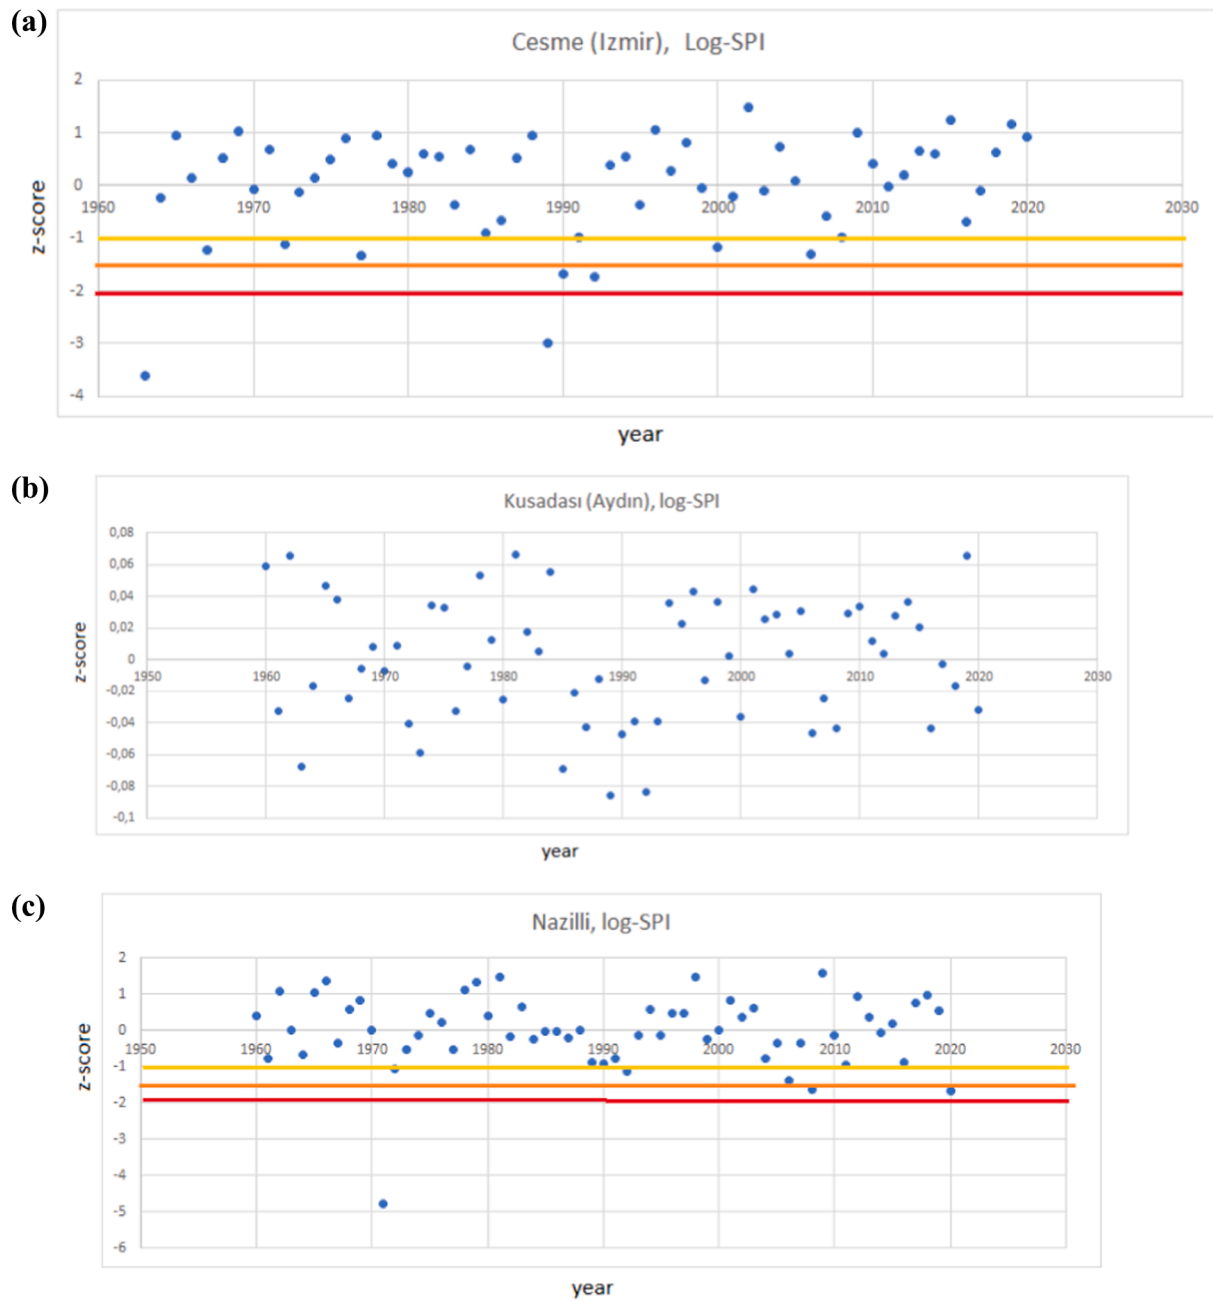 (a)
Cesme (Izmir), Log-SPI
2
1
0
1960 1970 1980 1990 2000 2010 2020 2030
-1
-2
-3
-4
z-score
year
(b)
Kusadası (Aydın), log-SPI
0,08
0,06
0,04
0,02
0
1950 1960 1970 1980 1990 2000 2010 2020 2030
-0,02
-0,04
-0,06
-0,08
-0,1
z-score
year
(c)
Nazilli, log-SPI
2
1
0
1950 1960 1970 1980 1990 2000 2010 2020 2030
-1
-2
-3
-4
-5
-6
z-score
year